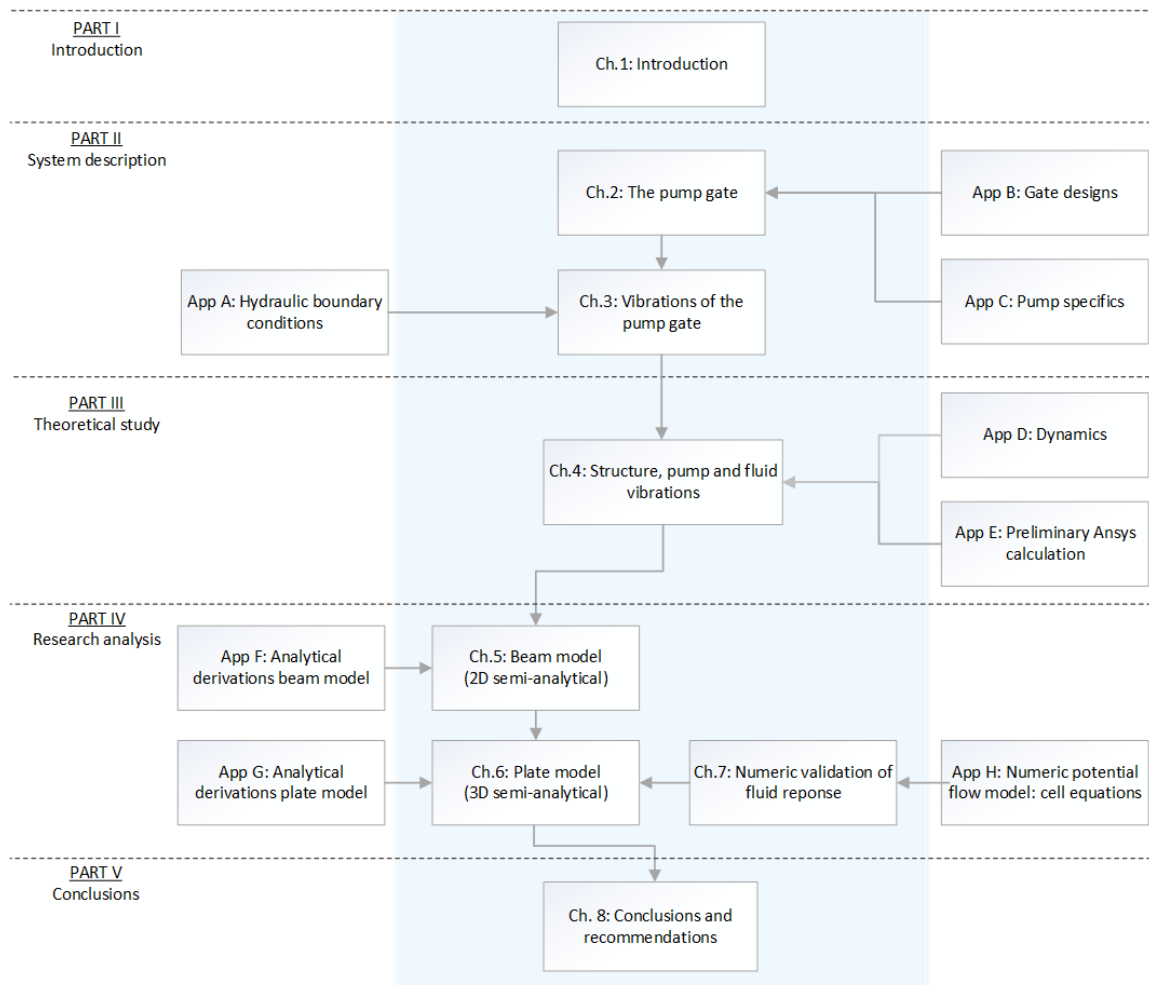 PART I
Introduction
Ch.1: Introduction
PART II
System description
Ch.2: The pump gate
App B: Gate designs
App A: Hydraulic boundary
conditions
Ch.3: Vibrations of the
pump gate
App C: Pump specifics
PART III
Theoretical study
App D: Dynamics
Ch.4: Structure, pump and fluid
vibrations
App E: Preliminary Ansys
calculation
PART IV
Research analysis
App F: Analytical
derivations beam model
Ch.5: Beam model
(2D semi-analytical)
App G: Analytical
derivations plate model
Ch.6: Plate model
(3D semi-analytical)
Ch.7: Numeric validation of
fluid reponse
App H: Numeric potential
flow model: cell equations
PART V
Conclusions
Ch. 8: Conclusions and
recommendations